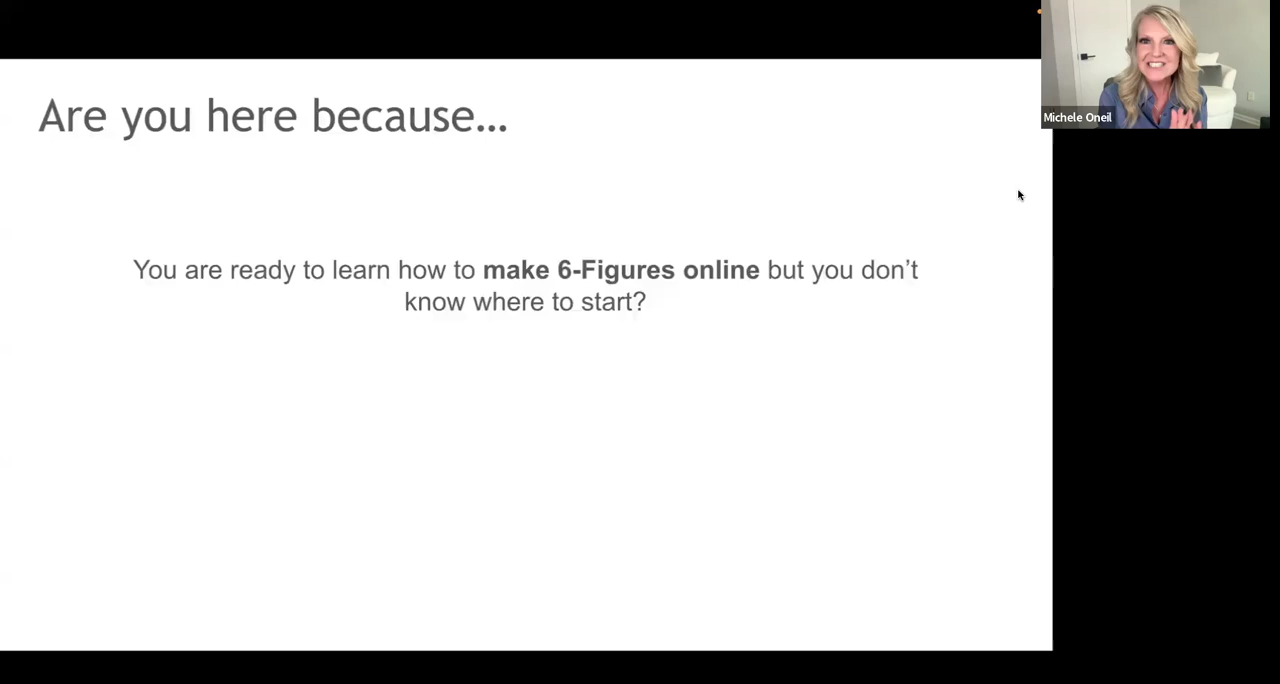 Are you here because...
Michele Oneil
You are ready to learn how to make 6-Figures online but you don’t
know where to start?